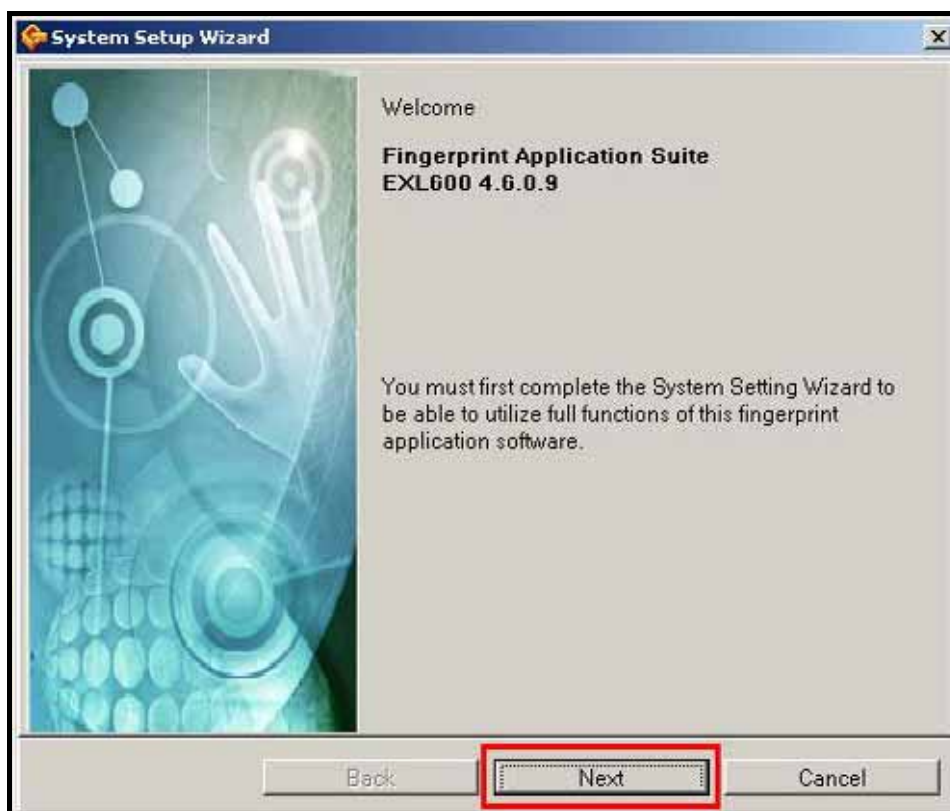 System Setup Wizard
Welcome
Fingerprint Application Suite
EXL600 4.6.0.9
You must first complete the System Setting Wizard to
be able to utilize full functions of this fingerprint
application software.
Back
Next
Cancel